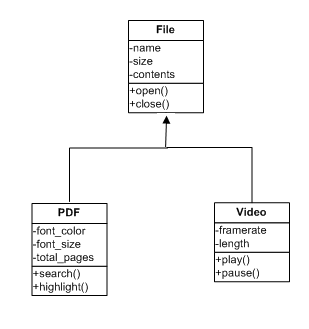 File
-name
-size
-contents
+open()
+close()
PDF
-font_color
-font_size
-total_pages
+search()
+highlight()
Video
-framerate
-length
+play()
+pause()